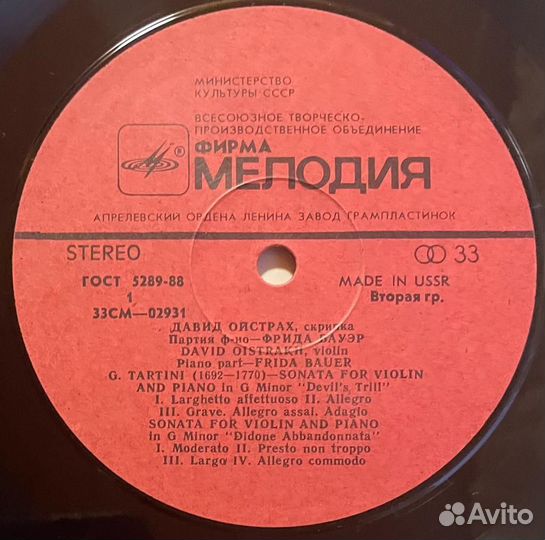 МИНИСТЕРСТВО
КУЛЬТУРЫ СССР
ВСЕСОЮЗНОЕ ТВОРЧЕСКО-
ПРОИЗВОДСТВЕННОЕ ОБЪЕДИНЕНИЕ
ФИРМА
®
МЕЛОДИЯ
АПРЕЛЕВСКИЙ ОРДЕНА ЛЕНИНА ЗАВОД ГРАМПЛАСТИНОК
STEREO 33
ГОСТ 5289-88 MADE IN USSR
1 Вторая гр.
33СМ—02931
ДАВИД ОЙСТРАХ, скрипка
Партия ф-но—ФРИДА БАУЭР
DAVID OISTRAKH, violin
Piano part—FRIDA BAUER
G. TARTINI (1692—1770)—SONATA FOR VIOLIN
AND PIANO in G Minor "Devil's Trill"
I. Larghetto affettuoso II. Allegro
III. Grave. Allegro assai. Adagio
SONATA FOR VIOLIN AND PIANO
in G Minor "Didone Abbandonnata"
I. Moderato II. Presto non troppo
III. Largo IV. Allegro commodo
Avito